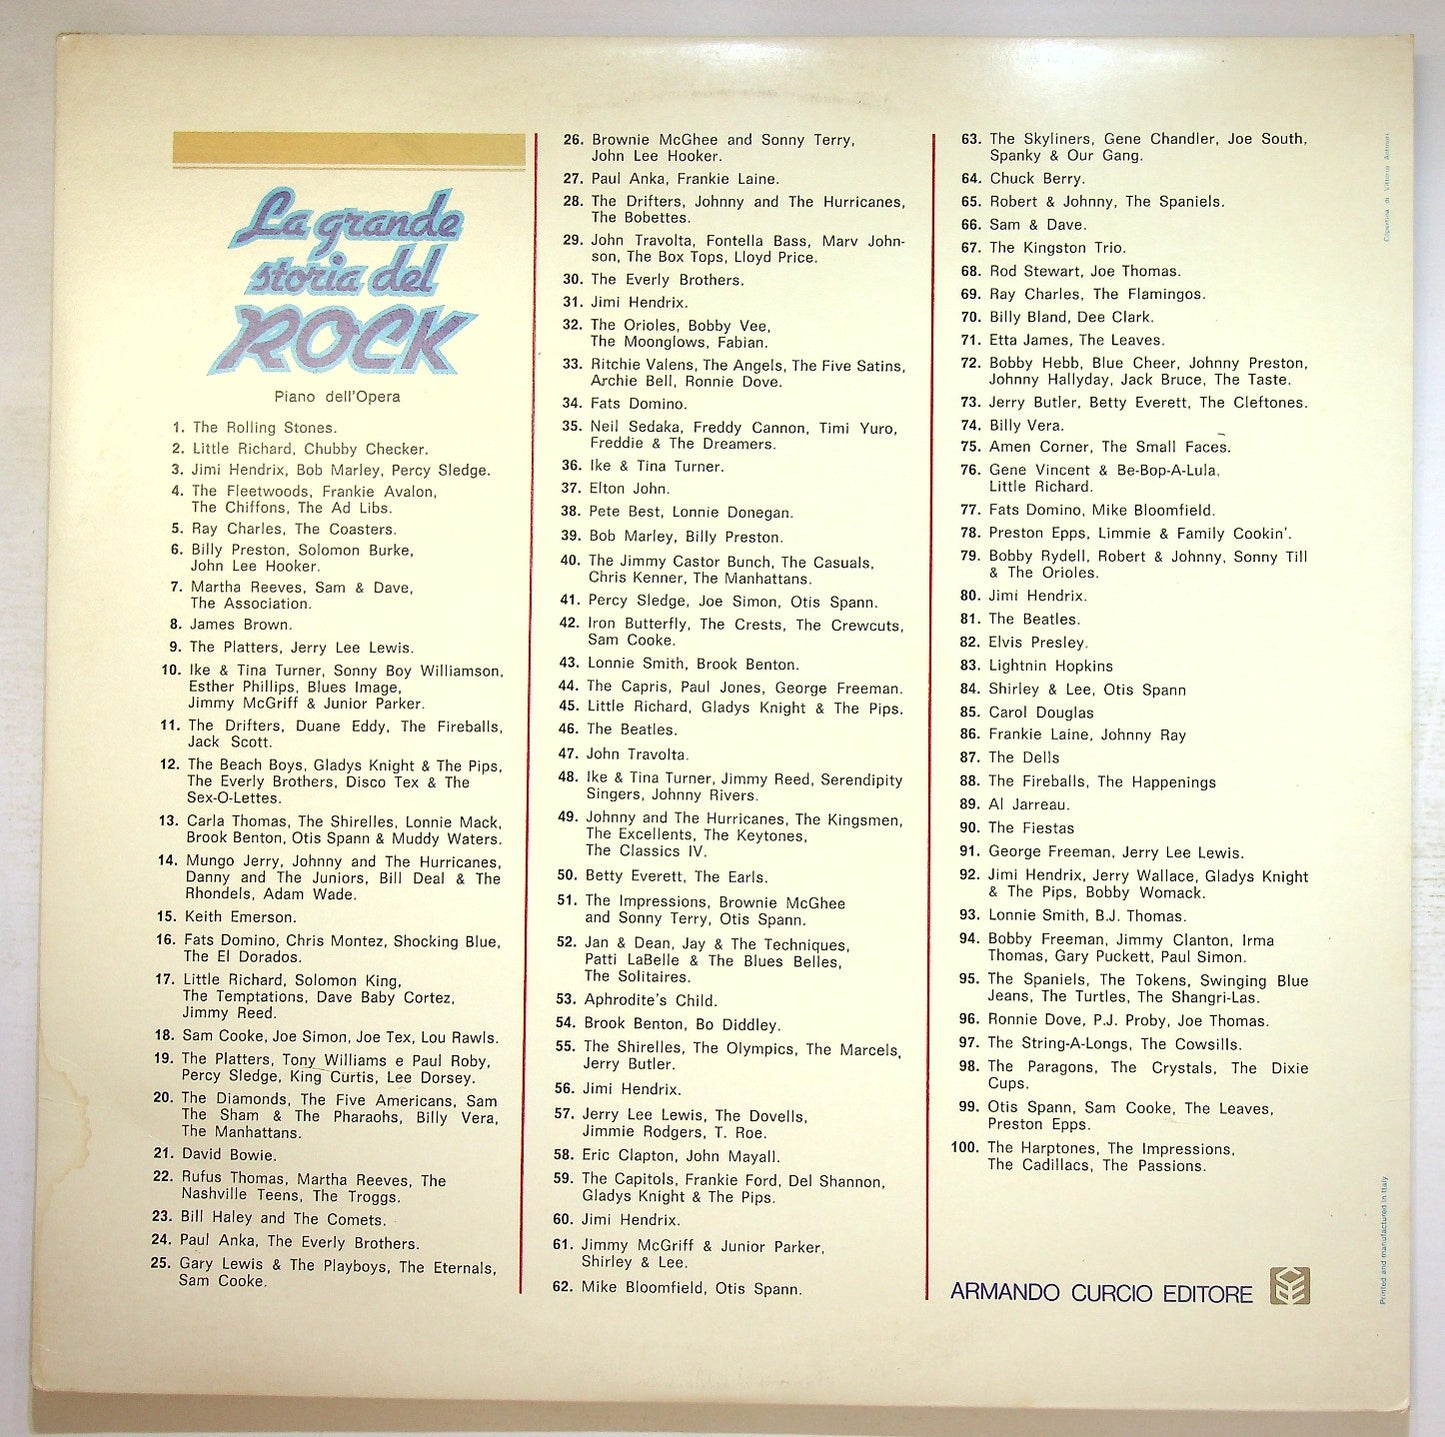 La grande
storia del
ROCK
Piano dell'Opera
1. The Rolling Stones.
2. Little Richard, Chubby Checker.
3. Jimi Hendrix, Bob Marley, Percy Sledge.
4. The Fleetwoods, Frankie Avalon,
The Chiffons, The Ad Libs.
5. Ray Charles, The Coasters.
6. Billy Preston, Solomon Burke,
John Lee Hooker.
7. Martha Reeves, Sam & Dave,
The Association.
8. James Brown.
9. The Platters, Jerry Lee Lewis.
10. Ike & Tina Turner, Sonny Boy Williamson,
Esther Phillips, Blues Image,
Jimmy McGriff & Junior Parker.
11. The Drifters, Duane Eddy, The Fireballs,
Jack Scott.
12. The Beach Boys, Gladys Knight & The Pips,
The Everly Brothers, Disco Tex & The
Sex-O-Lettes.
13. Carla Thomas, The Shirelles, Lonnie Mack,
Brook Benton, Otis Spann & Muddy Waters.
14. Mungo Jerry, Johnny and The Hurricanes,
Danny and The Juniors, Bill Deal & The
Rhondels, Adam Wade.
15. Keith Emerson.
16. Fats Domino, Chris Montez, Shocking Blue,
The El Dorados.
17. Little Richard, Solomon King,
The Temptations, Dave Baby Cortez,
Jimmy Reed.
18. Sam Cooke, Joe Simon, Joe Tex, Lou Rawls.
19. The Platters, Tony Williams e Paul Roby,
Percy Sledge, King Curtis, Lee Dorsey.
20. The Diamonds, The Five Americans, Sam
The Sham & The Pharaohs, Billy Vera,
The Manhattans.
21. David Bowie.
22. Rufus Thomas, Martha Reeves, The
Nashville Teens, The Troggs.
23. Bill Haley and The Comets.
24. Paul Anka, The Everly Brothers.
25. Gary Lewis & The Playboys, The Eternals,
Sam Cooke.
26. Brownie McGhee and Sonny Terry,
John Lee Hooker.
27. Paul Anka, Frankie Laine.
28. The Drifters, Johnny and The Hurricanes,
The Bobettes.
29. John Travolta, Fontella Bass, Marv John-
son, The Box Tops, Lloyd Price.
30. The Everly Brothers.
31. Jimi Hendrix.
32. The Orioles, Bobby Vee,
The Moonglows, Fabian.
33. Ritchie Valens, The Angels, The Five Satins,
Archie Bell, Ronnie Dove.
34. Fats Domino.
35. Neil Sedaka, Freddy Cannon, Timi Yuro,
Freddie & The Dreamers.
36. Ike & Tina Turner.
37. Elton John.
38. Pete Best, Lonnie Donegan.
39. Bob Marley, Billy Preston.
40. The Jimmy Castor Bunch, The Casuals,
Chris Kenner, The Manhattans.
41. Percy Sledge, Joe Simon, Otis Spann.
42. Iron Butterfly, The Crests, The Crewcuts,
Sam Cooke.
43. Lonnie Smith, Brook Benton.
44. The Capris, Paul Jones, George Freeman.
45. Little Richard, Gladys Knight & The Pips.
46. The Beatles.
47. John Travolta.
48. Ike & Tina Turner, Jimmy Reed, Serendipity
Singers, Johnny Rivers.
49. Johnny and The Hurricanes, The Kingsmen,
The Excellents, The Keytones,
The Classics IV.
50. Betty Everett, The Earls.
51. The Impressions, Brownie McGhee
and Sonny Terry, Otis Spann.
52. Jan & Dean, Jay & The Techniques,
Patti LaBelle & The Blues Belles,
The Solitaires.
53. Aphrodite's Child.
54. Brook Benton, Bo Diddley.
55. The Shirelles, The Olympics, The Marcels,
Jerry Butler.
56. Jimi Hendrix.
57. Jerry Lee Lewis, The Dovells,
Jimmie Rodgers, T. Roe.
58. Eric Clapton, John Mayall.
59. The Capitols, Frankie Ford, Del Shannon,
Gladys Knight & The Pips.
60. Jimi Hendrix.
61. Jimmy McGriff & Junior Parker,
Shirley & Lee.
62. Mike Bloomfield, Otis Spann.
63. The Skyliners, Gene Chandler, Joe South,
Spanky & Our Gang.
64. Chuck Berry.
65. Robert & Johnny, The Spaniels.
66. Sam & Dave.
67. The Kingston Trio.
68. Rod Stewart, Joe Thomas.
69. Ray Charles, The Flamingos.
70. Billy Bland, Dee Clark.
71. Etta James, The Leaves.
72. Bobby Hebb, Blue Cheer, Johnny Preston,
Johnny Hallyday, Jack Bruce, The Taste.
73. Jerry Butler, Betty Everett, The Cleftones.
74. Billy Vera.
75. Amen Corner, The Small Faces.
76. Gene Vincent & Be-Bop-A-Lula.
Little Richard.
77. Fats Domino, Mike Bloomfield.
78. Preston Epps, Limmie & Family Cookin'.
79. Bobby Rydell, Robert & Johnny, Sonny Till
& The Orioles.
80. Jimi Hendrix.
81. The Beatles.
82. Elvis Presley.
83. Lightnin Hopkins
84. Shirley & Lee, Otis Spann
85. Carol Douglas
86. Frankie Laine, Johnny Ray
87. The Dells
88. The Fireballs, The Happenings
89. Al Jarreau.
90. The Fiestas
91. George Freeman, Jerry Lee Lewis.
92. Jimi Hendrix, Jerry Wallace, Gladys Knight
& The Pips, Bobby Womack.
93. Lonnie Smith, B.J. Thomas.
94. Bobby Freeman, Jimmy Clanton, Irma
Thomas, Gary Puckett, Paul Simon.
95. The Spaniels, The Tokens, Swinging Blue
Jeans, The Turtles, The Shangri-Las.
96. Ronnie Dove, P.J. Proby, Joe Thomas.
97. The String-A-Longs, The Cowsills.
98. The Paragons, The Crystals, The Dixie
Cups.
99. Otis Spann, Sam Cooke, The Leaves,
Preston Epps.
100. The Harptones, The Impressions,
The Cadillacs, The Passions.
ARMANDO CURCIO EDITORE
Copertina di Vittorio
Printed and manufactured in Italy